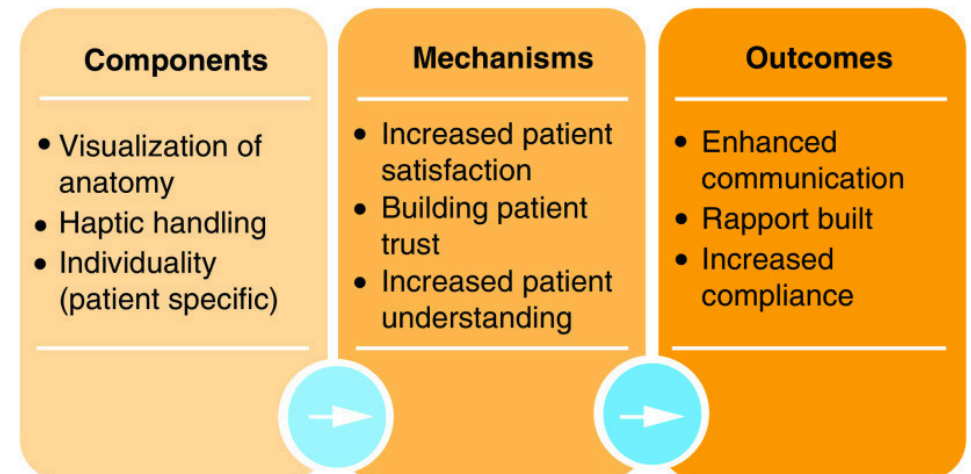 Components
• Visualization of
anatomy
• Haptic handling
• Individuality
(patient specific)
Mechanisms
• Increased patient
satisfaction
• Building patient
trust
• Increased patient
understanding
Outcomes
• Enhanced
communication
• Rapport built
• Increased
compliance